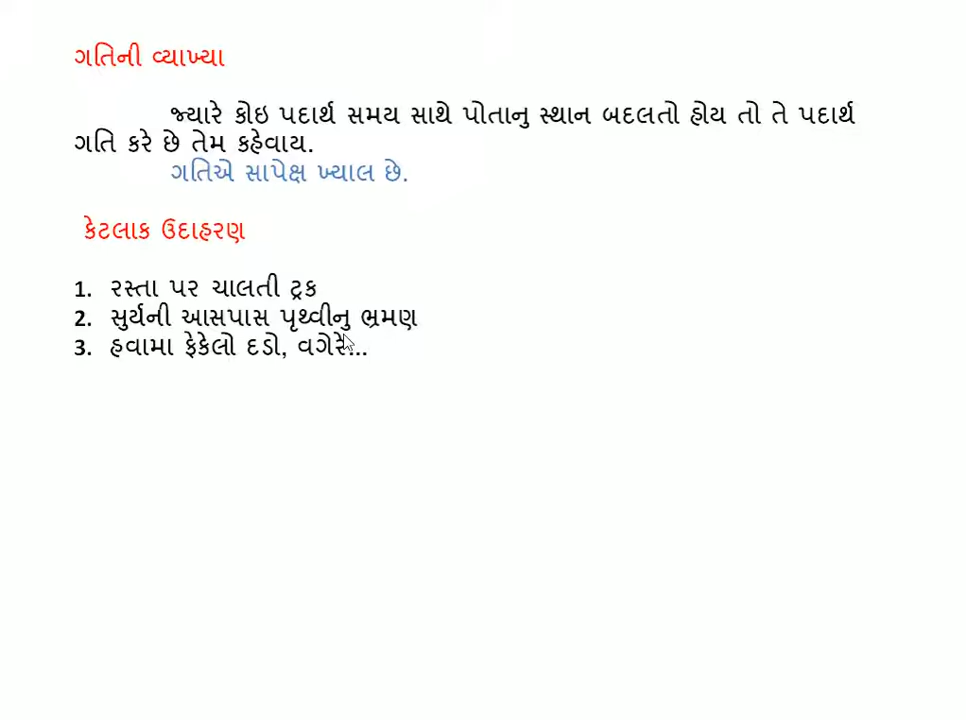 ગતિની વ્યાખ્યા
જ્યારે કોઇ પદાર્થ સમય સાથે પોતાનુ સ્થાન બદલતો હોય તો તે પદાર્થ
ગતિ કરે છે તેમ કહેવાય.
ગતિએ સાપેક્ષ ખ્યાલ છે.
કેટલાક ઉદાહરણ
1. રસ્તા પર ચાલતી ટ્રક
2. સુર્યની આસપાસ પૃથ્વીનુ ભ્રમણ
3. હવામા ફેકેલો દડો, વગેરે...